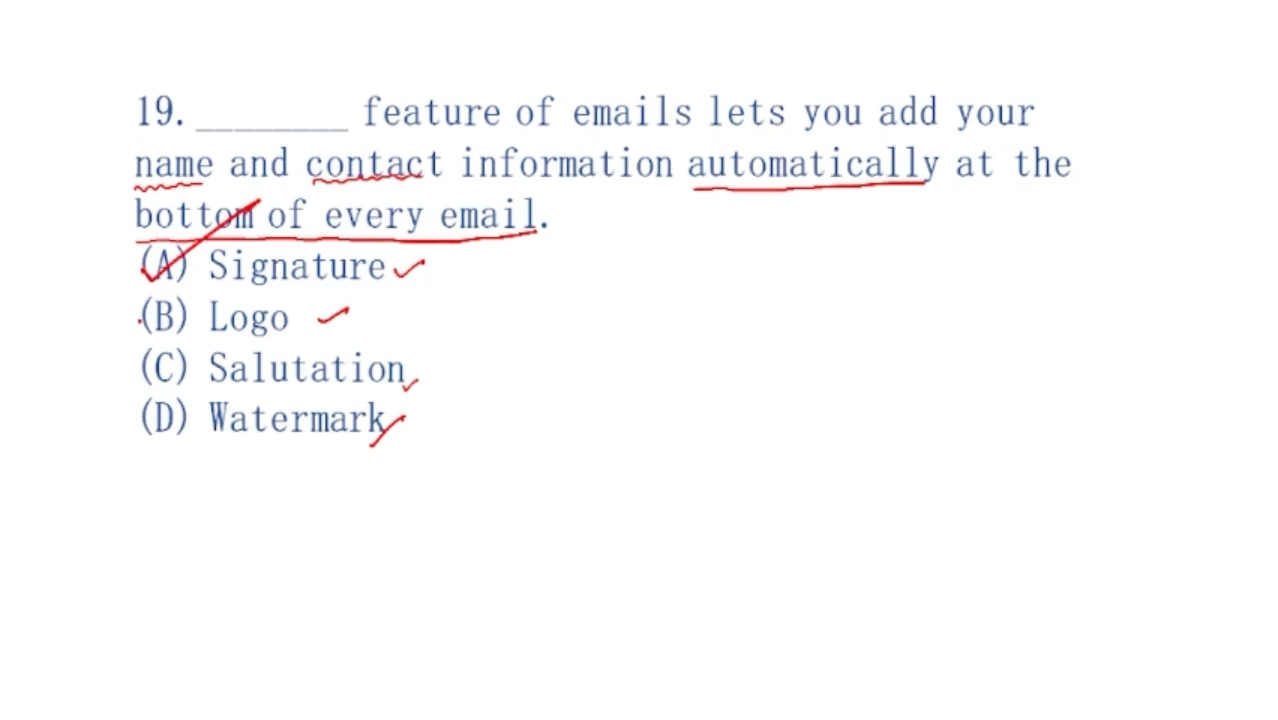 19. ________ feature of emails lets you add your
name and contact information automatically at the
bottom of every email.
(A) Signature
(B) Logo
(C) Salutation
(D) Watermark